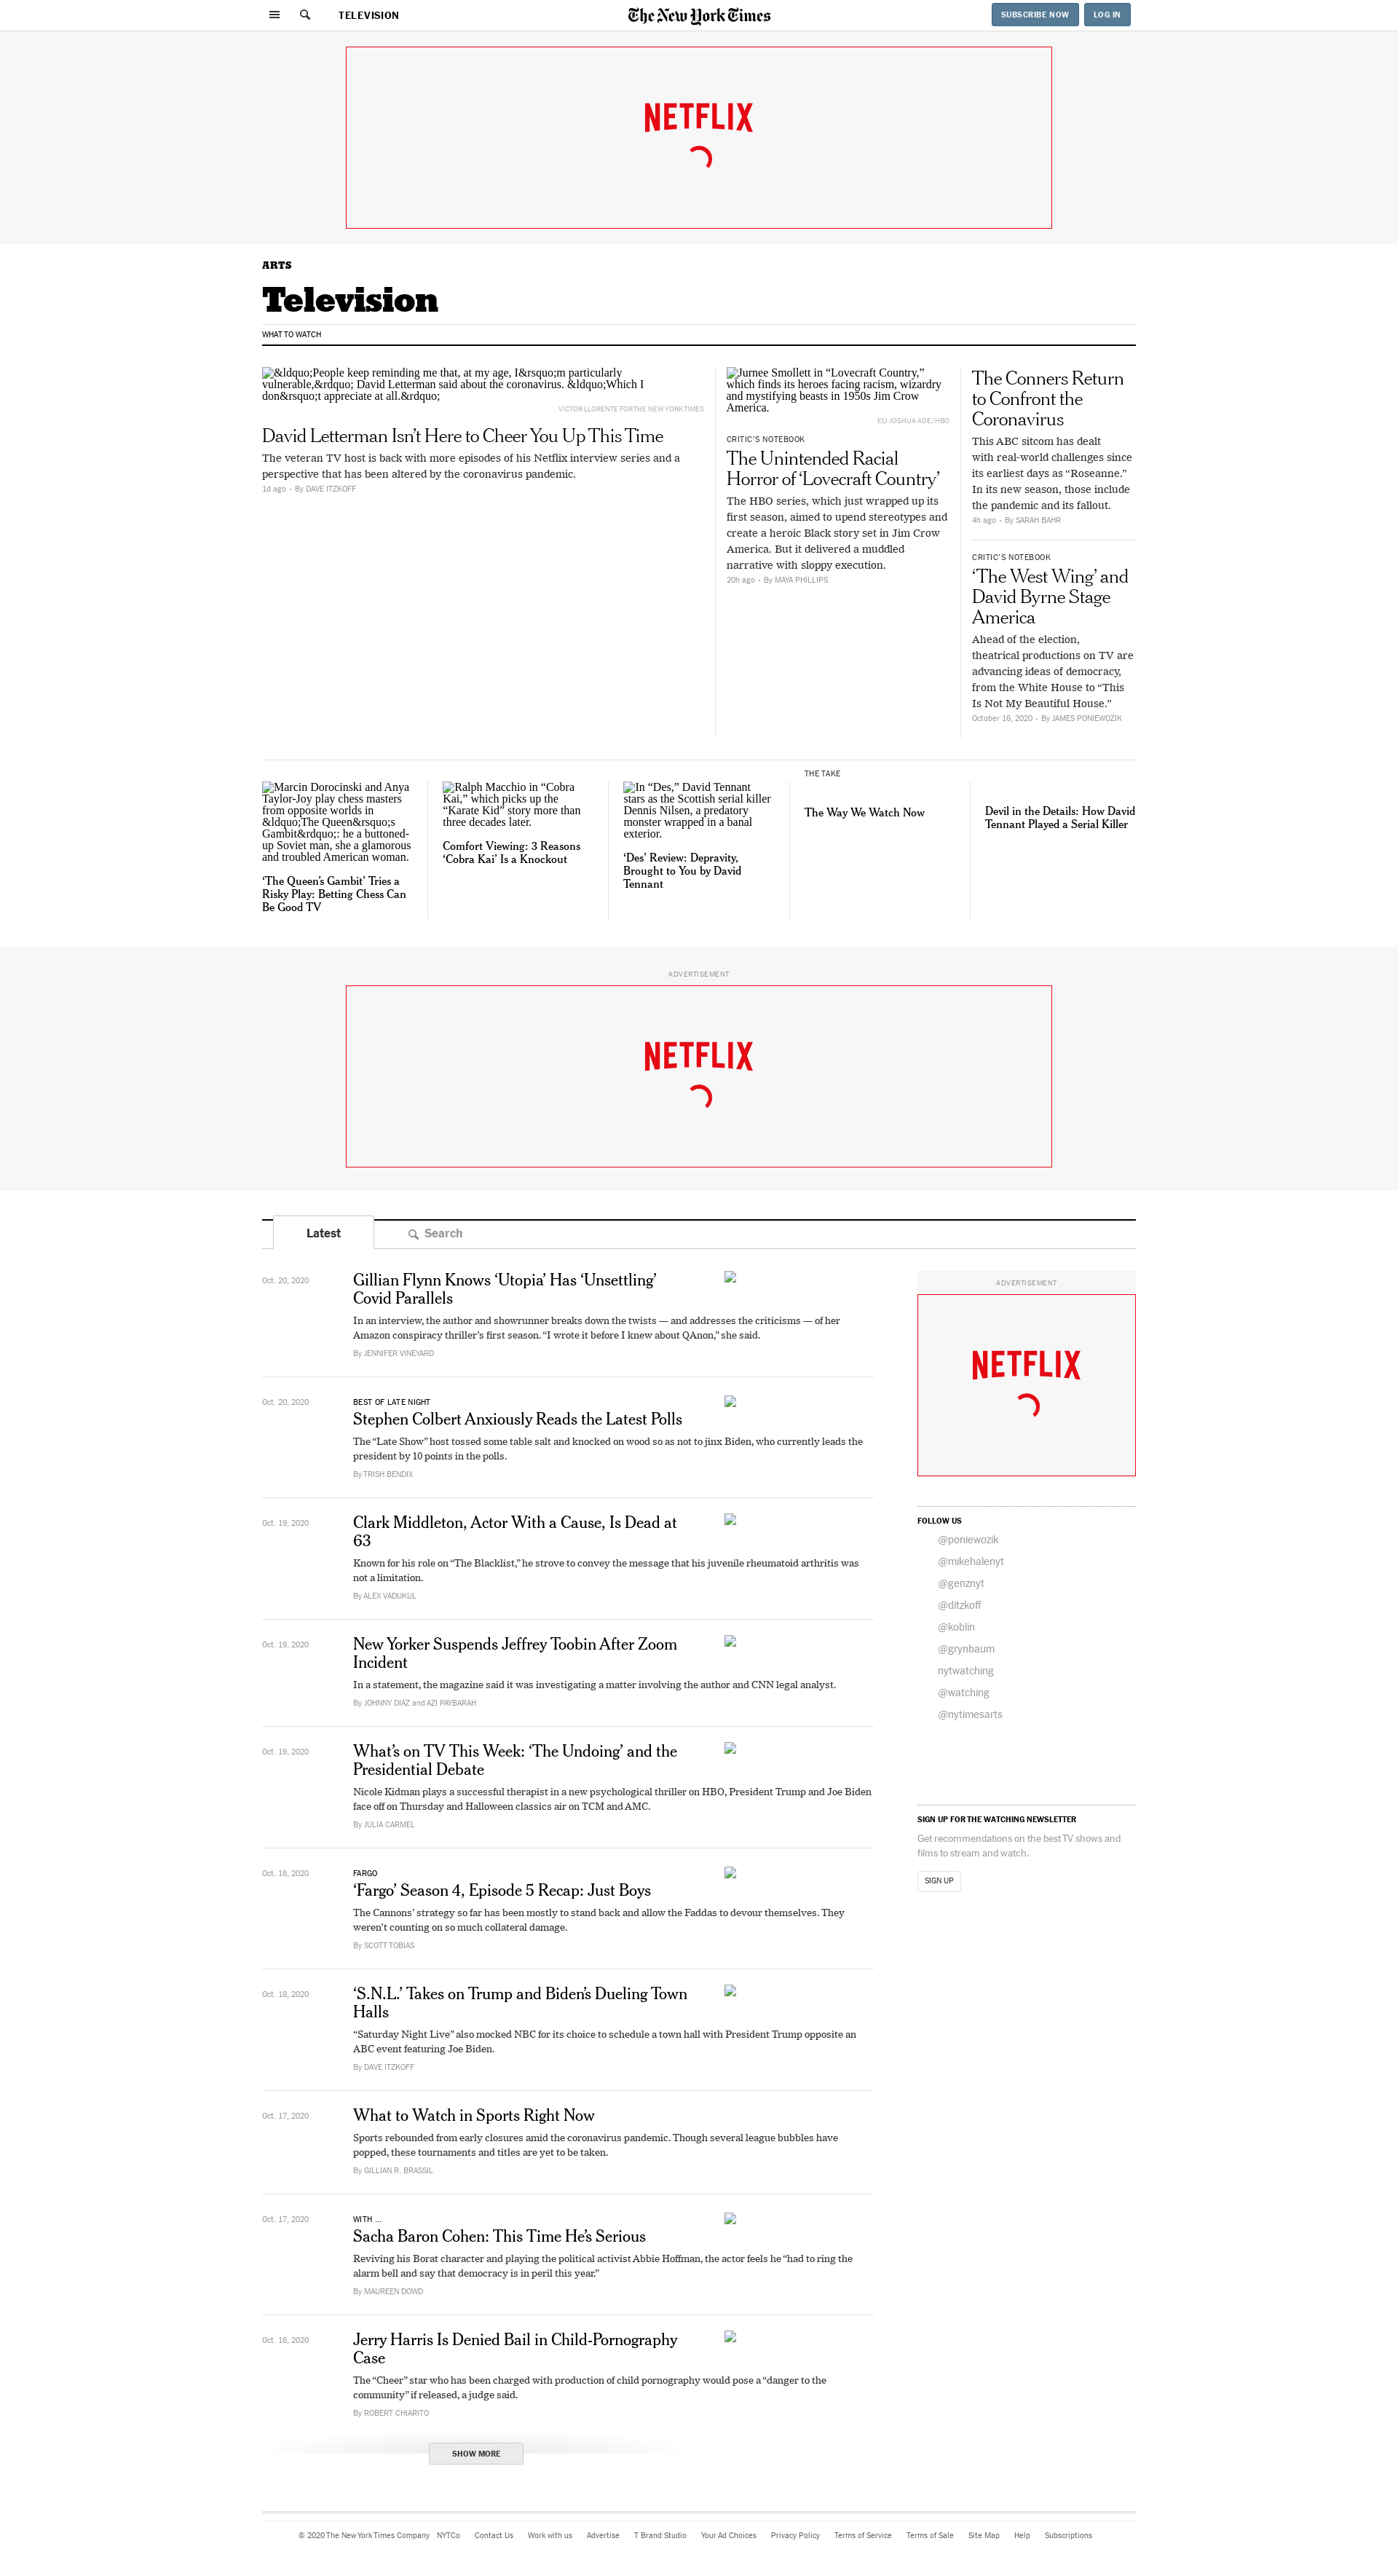 TELEVISION
The New York Times
SUBSCRIBE NOW
LOG IN
NETFLIX
ARTS
Television
WHAT TO WATCH
&ldquo;People keep reminding me that, at my age, I&rsquo;m particularly
vulnerable,&rdquo; David Letterman said about the coronavirus. &ldquo;Which I
don&rsquo;t appreciate at all.&rdquo;
VICTOR LLORENTE FOR THE NEW YORK TIMES
David Letterman Isn’t Here to Cheer You Up This Time
The veteran TV host is back with more episodes of his Netflix interview series and a
perspective that has been altered by the coronavirus pandemic.
1d ago • By DAVE ITZKOFF
Jurnee Smollett in “Lovecraft Country,”
which finds its heroes facing racism, wizardry
and mystifying beasts in 1950s Jim Crow
America.
ELI JOSHUA ADE/HBO
CRITIC’S NOTEBOOK
The Unintended Racial
Horror of ‘Lovecraft Country’
The HBO series, which just wrapped up its
first season, aimed to upend stereotypes and
create a heroic Black story set in Jim Crow
America. But it delivered a muddled
narrative with sloppy execution.
20h ago • By MAYA PHILLIPS
The Conners Return
to Confront the
Coronavirus
This ABC sitcom has dealt
with real-world challenges since
its earliest days as “Roseanne.”
In its new season, those include
the pandemic and its fallout.
4h ago • By SARAH BAHR
CRITIC’S NOTEBOOK
‘The West Wing’ and
David Byrne Stage
America
Ahead of the election,
theatrical productions on TV are
advancing ideas of democracy,
from the White House to “This
Is Not My Beautiful House.”
October 16, 2020 • By JAMES PONIEWOZIK
Marcin Dorocinski and Anya
Taylor-Joy play chess masters
from opposite worlds in
&ldquo;The Queen&rsquo;s
Gambit&rdquo;: he a buttoned-
up Soviet man, she a glamorous
and troubled American woman.
‘The Queen’s Gambit’ Tries a
Risky Play: Betting Chess Can
Be Good TV
Ralph Macchio in “Cobra
Kai,” which picks up the
“Karate Kid” story more than
three decades later.
Comfort Viewing: 3 Reasons
‘Cobra Kai’ Is a Knockout
In “Des,” David Tennant
stars as the Scottish serial killer
Dennis Nilsen, a predatory
monster wrapped in a banal
exterior.
‘Des’ Review: Depravity,
Brought to You by David
Tennant
THE TAKE
The Way We Watch Now
Devil in the Details: How David
Tennant Played a Serial Killer
ADVERTISEMENT
NETFLIX
Latest
Search
Oct. 20, 2020
Gillian Flynn Knows ‘Utopia’ Has ‘Unsettling’
Covid Parallels
In an interview, the author and showrunner breaks down the twists — and addresses the criticisms — of her
Amazon conspiracy thriller’s first season. “I wrote it before I knew about QAnon,” she said.
By JENNIFER VINEYARD
Oct. 20, 2020
BEST OF LATE NIGHT
Stephen Colbert Anxiously Reads the Latest Polls
The “Late Show” host tossed some table salt and knocked on wood so as not to jinx Biden, who currently leads the
president by 10 points in the polls.
By TRISH BENDIX
Oct. 19, 2020
Clark Middleton, Actor With a Cause, Is Dead at
63
Known for his role on “The Blacklist,” he strove to convey the message that his juvenile rheumatoid arthritis was
not a limitation.
By ALEX VADUKUL
Oct. 19, 2020
New Yorker Suspends Jeffrey Toobin After Zoom
Incident
In a statement, the magazine said it was investigating a matter involving the author and CNN legal analyst.
By JOHNNY DIAZ and AZI PAYBARAH
Oct. 19, 2020
What’s on TV This Week: ‘The Undoing’ and the
Presidential Debate
Nicole Kidman plays a successful therapist in a new psychological thriller on HBO, President Trump and Joe Biden
face off on Thursday and Halloween classics air on TCM and AMC.
By JULIA CARMEL
Oct. 18, 2020
FARGO
‘Fargo’ Season 4, Episode 5 Recap: Just Boys
The Cannons’ strategy so far has been mostly to stand back and allow the Faddas to devour themselves. They
weren’t counting on so much collateral damage.
By SCOTT TOBIAS
Oct. 18, 2020
‘S.N.L.’ Takes on Trump and Biden’s Dueling Town
Halls
“Saturday Night Live” also mocked NBC for its choice to schedule a town hall with President Trump opposite an
ABC event featuring Joe Biden.
By DAVE ITZKOFF
Oct. 17, 2020
What to Watch in Sports Right Now
Sports rebounded from early closures amid the coronavirus pandemic. Though several league bubbles have
popped, these tournaments and titles are yet to be taken.
By GILLIAN R. BRASSIL
Oct. 17, 2020
WITH ...
Sacha Baron Cohen: This Time He’s Serious
Reviving his Borat character and playing the political activist Abbie Hoffman, the actor feels he “had to ring the
alarm bell and say that democracy is in peril this year.”
By MAUREEN DOWD
Oct. 16, 2020
Jerry Harris Is Denied Bail in Child-Pornography
Case
The “Cheer” star who has been charged with production of child pornography would pose a “danger to the
community” if released, a judge said.
By ROBERT CHIARITO
SHOW MORE
ADVERTISEMENT
NETFLIX
FOLLOW US
@poniewozik
@mikehalenyt
@genznyt
@ditzkoff
@koblin
@grynbaum
nytwatching
@watching
@nytimesarts
SIGN UP FOR THE WATCHING NEWSLETTER
Get recommendations on the best TV shows and
films to stream and watch.
SIGN UP
© 2020 The New York Times Company NYTCo Contact Us Work with us Advertise T Brand Studio Your Ad Choices Privacy Policy Terms of Service Terms of Sale Site Map Help Subscriptions